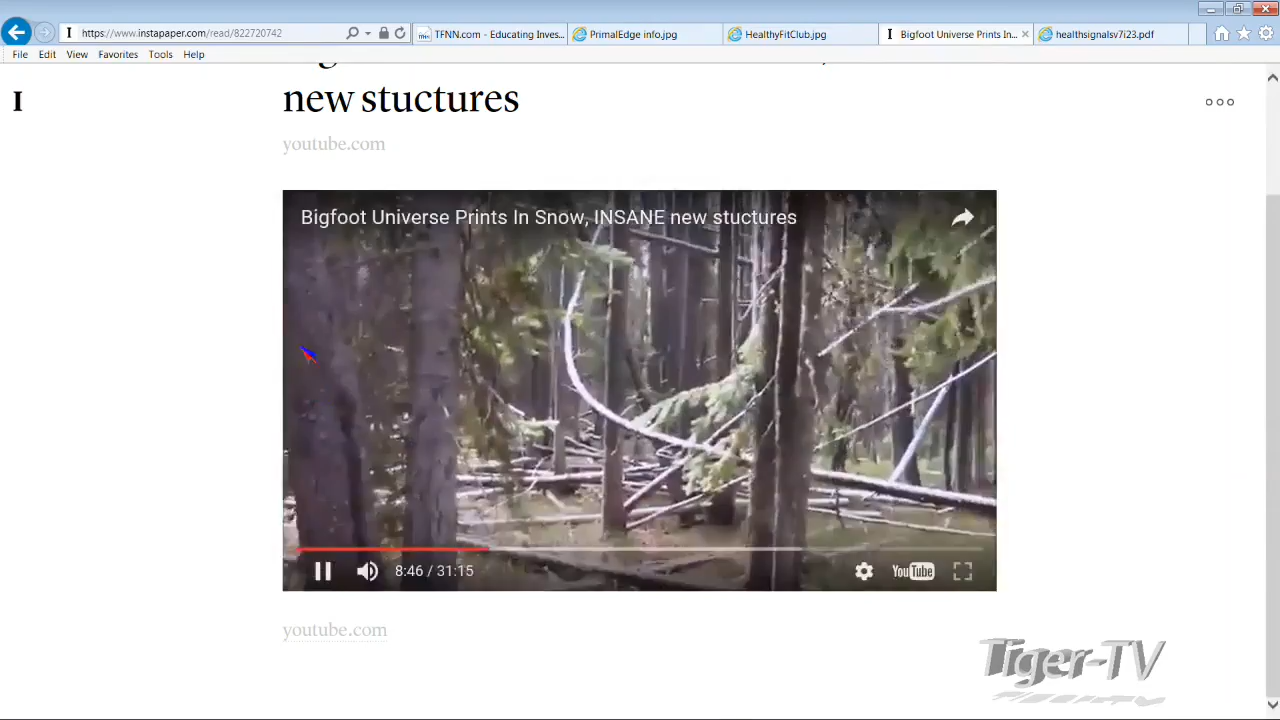 https://www.instapaper.com/read/822720742
TFNN.com - Educating Inves...
PrimalEdge info.jpg
HealthyFitClub.jpg
Bigfoot Universe Prints In...
healthsignalsv7i23.pdf
File Edit View Favorites Tools Help
I
new stuctures
youtube.com
Bigfoot Universe Prints In Snow, INSANE new stuctures
8:46 / 31:15
YouTube
youtube.com
Tiger-TV